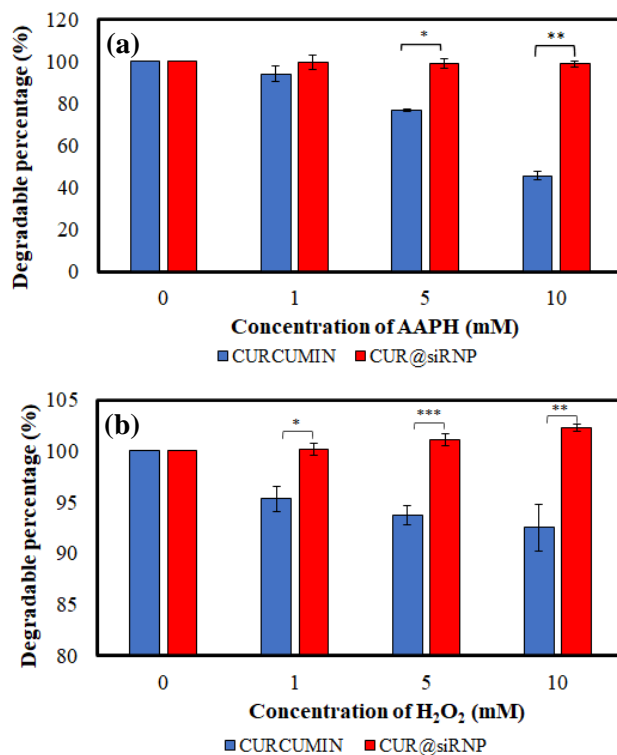 (a)
Degradable percentage (%)
120
100
80
60
40
20
0
*
**
0 1 5 10
Concentration of AAPH (mM)
CURCUMIN CUR@siRNP
(b)
Degradable percentage (%)
105
100
95
90
85
80
*
***
**
0 1 5 10
Concentration of H₂O₂ (mM)
CURCUMIN CUR@siRNP